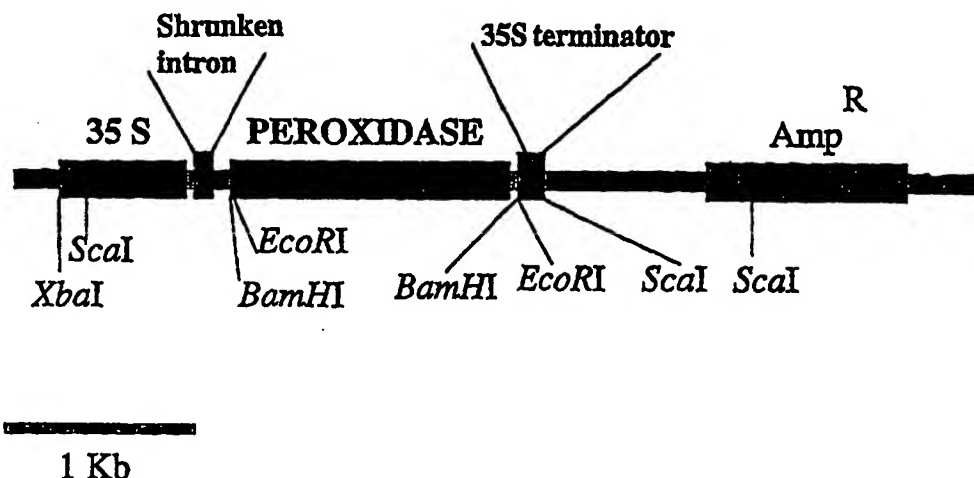 Shrunken
intron
35S terminator
35 S
PEROXIDASE
Amp R
ScaI
EcoRI
XbaI
BamHI
BamHI
EcoRI
ScaI
ScaI
1 Kb